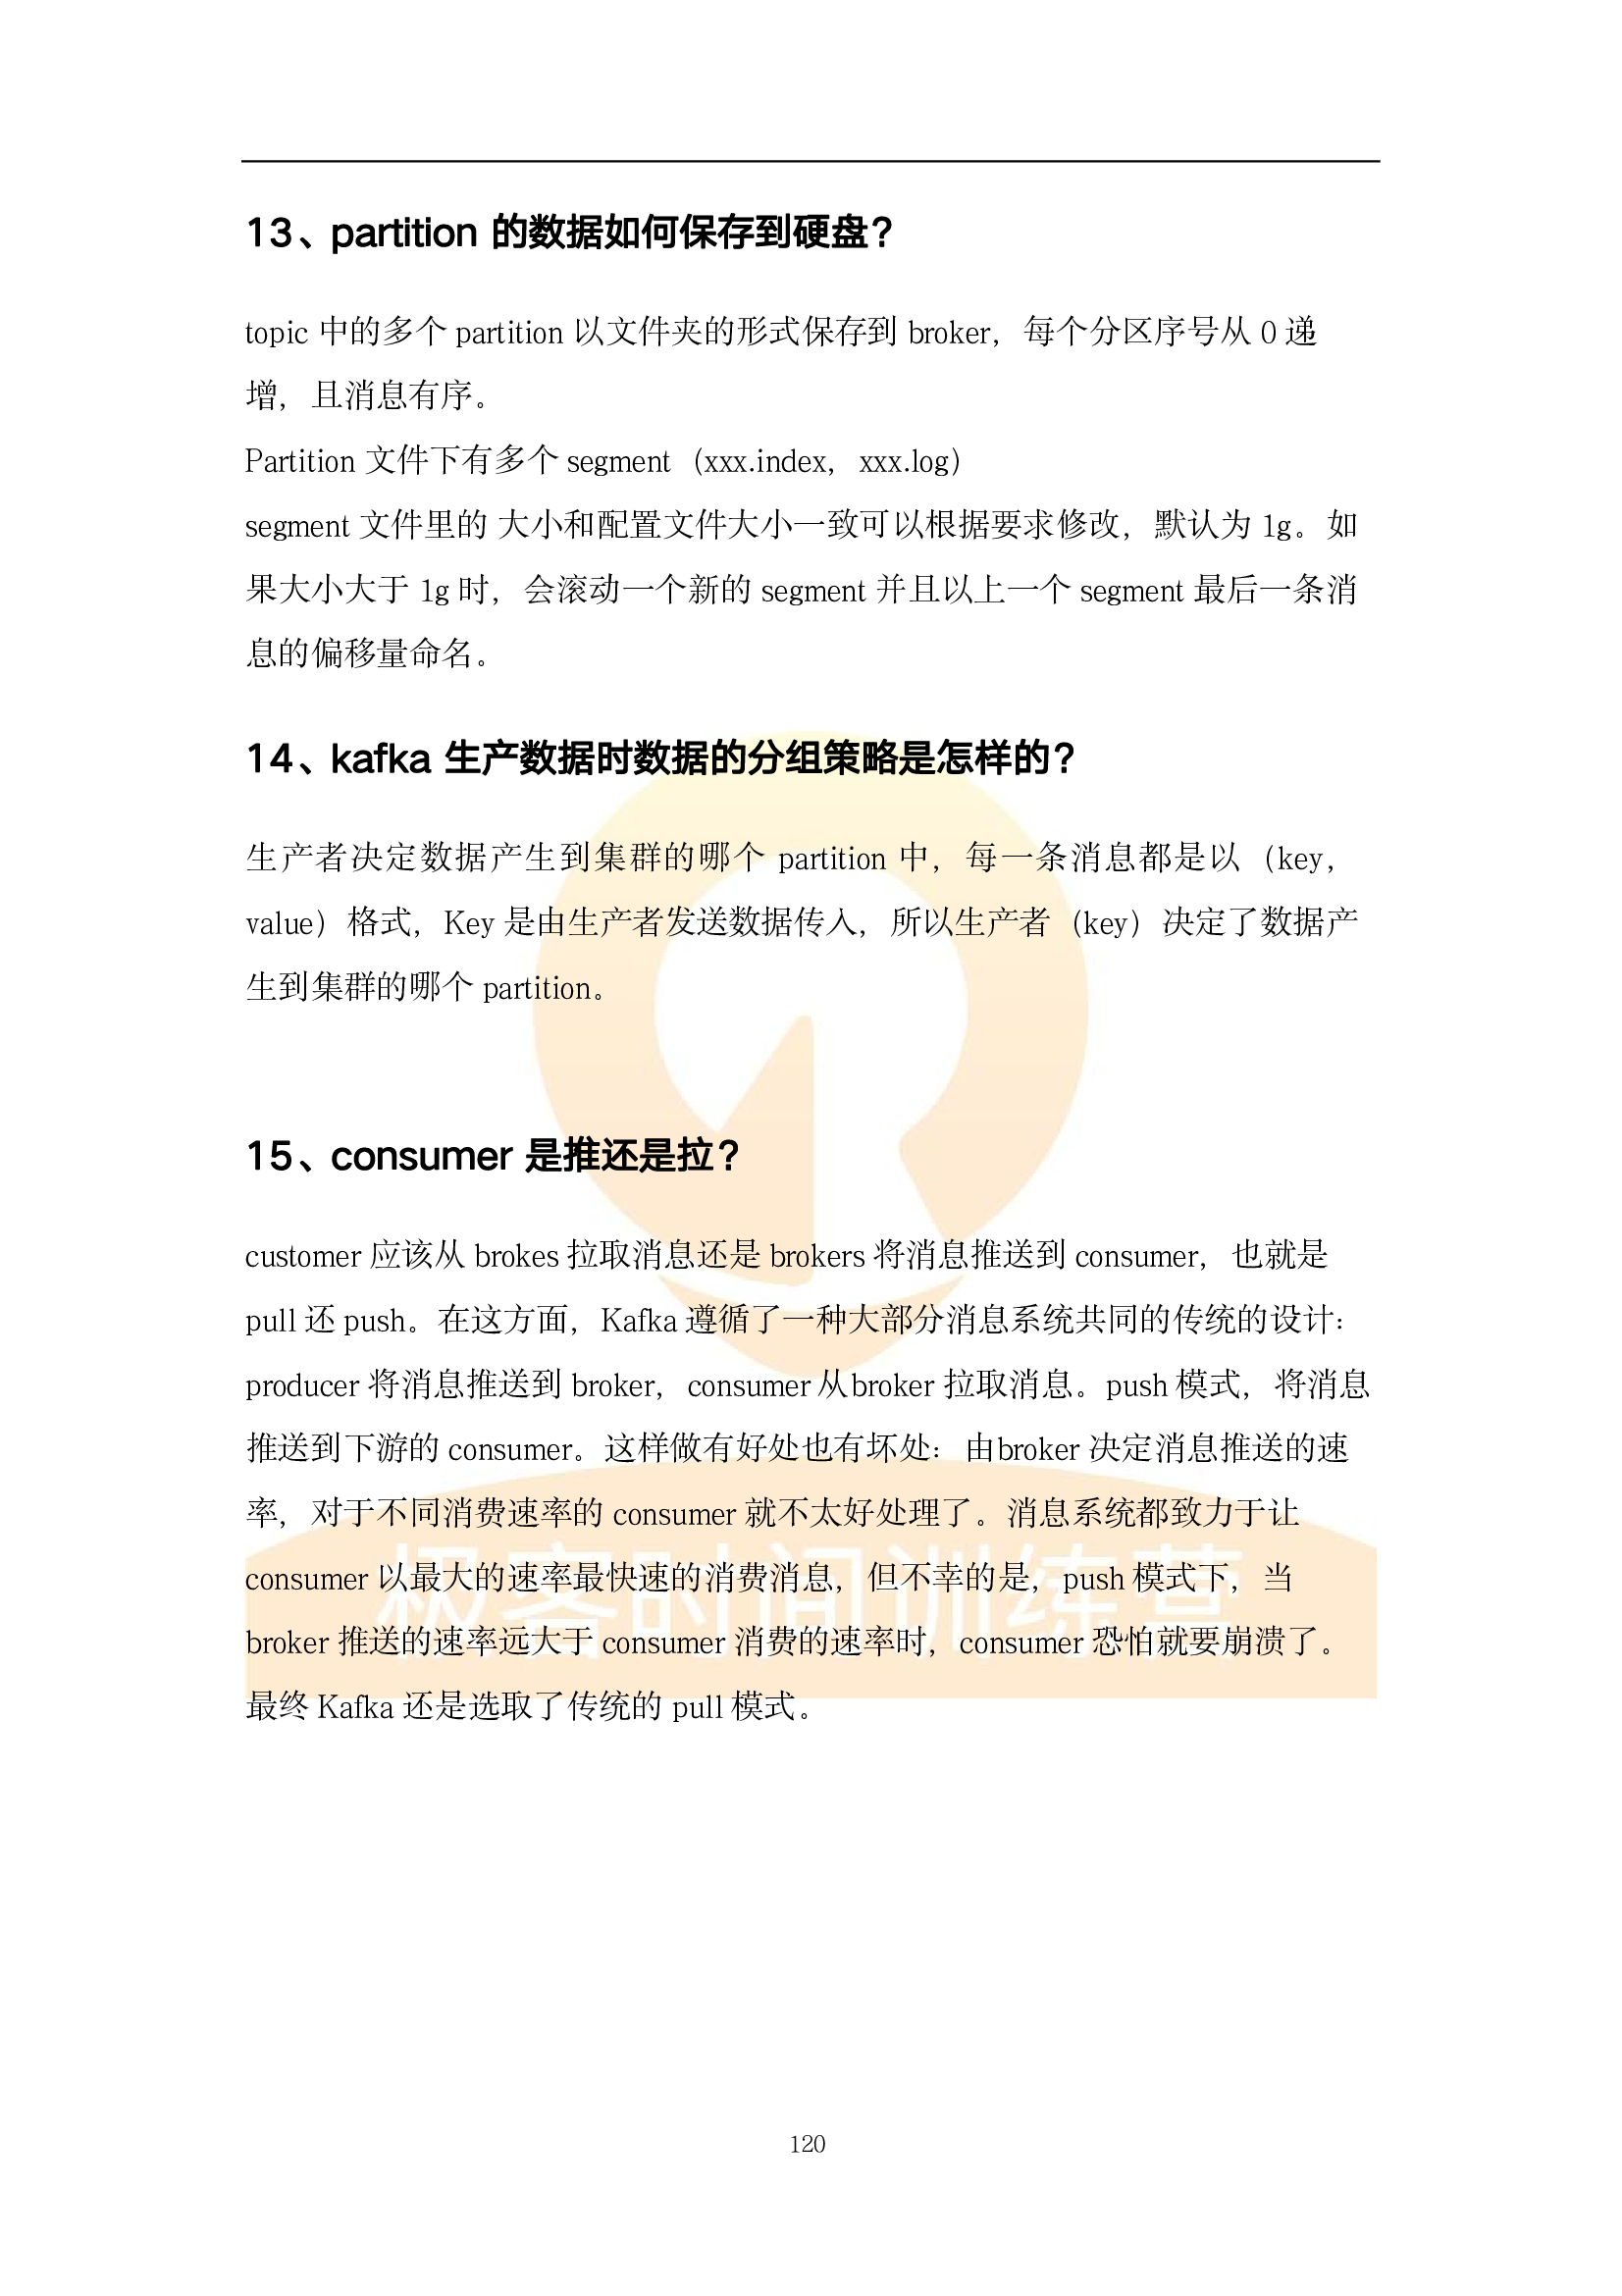 13、partition 的数据如何保存到硬盘？
topic 中的多个 partition 以文件夹的形式保存到 broker，每个分区序号从 0 递
增，且消息有序。
Partition 文件下有多个 segment（xxx.index，xxx.log）
segment 文件里的 大小和配置文件大小一致可以根据要求修改，默认为 1g。如
果大小大于 1g 时，会滚动一个新的 segment 并且以上一个 segment 最后一条消
息的偏移量命名。
14、kafka 生产数据时数据的分组策略是怎样的？
生产者决定数据产生到集群的哪个 partition 中，每一条消息都是以（key，
value）格式，Key 是由生产者发送数据传入，所以生产者（key）决定了数据产
生到集群的哪个 partition。
15、consumer 是推还是拉？
customer 应该从 brokes 拉取消息还是 brokers 将消息推送到 consumer，也就是
pull 还 push。在这方面，Kafka 遵循了一种大部分消息系统共同的传统的设计：
producer 将消息推送到 broker，consumer 从broker 拉取消息。push 模式，将消息
推送到下游的 consumer。这样做有好处也有坏处：由broker 决定消息推送的速
率，对于不同消费速率的 consumer 就不太好处理了。消息系统都致力于让
consumer 以最大的速率最快速的消费消息，但不幸的是，push 模式下，当
broker 推送的速率远大于 consumer 消费的速率时，consumer 恐怕就要崩溃了。
最终 Kafka 还是选取了传统的 pull 模式。
极客时间训练营
120